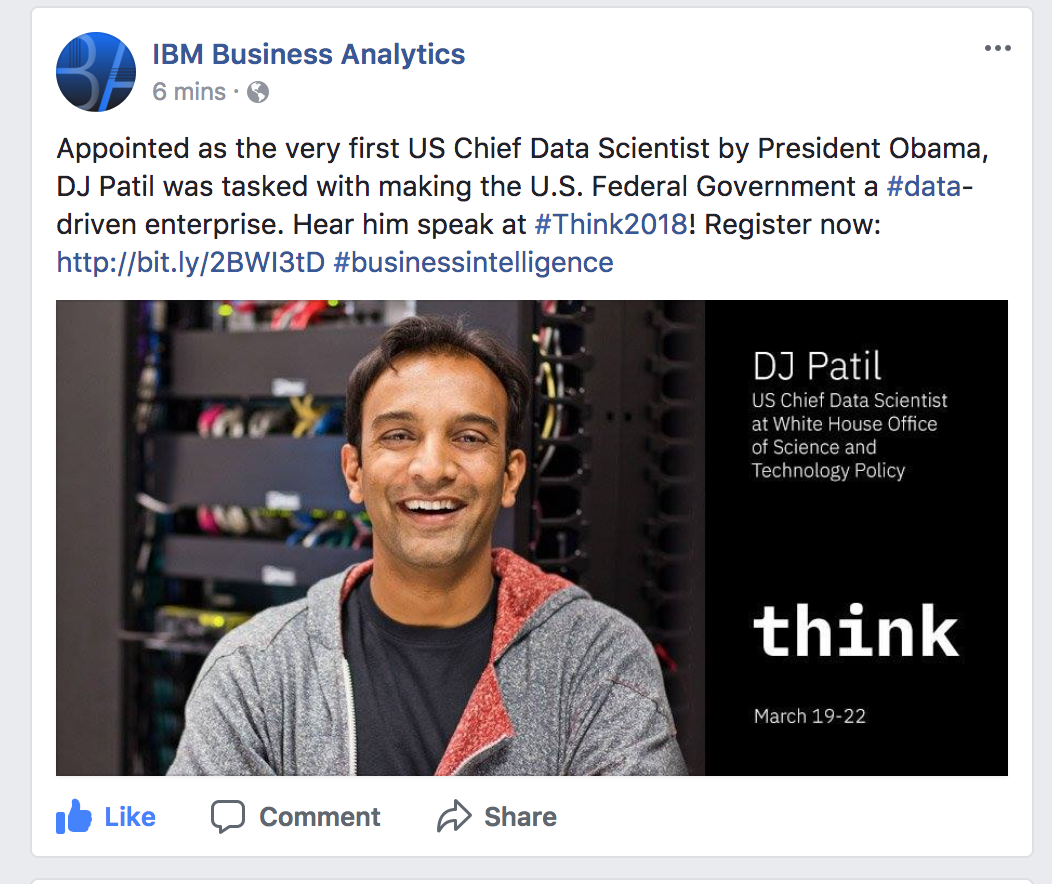 IBM Business Analytics
6 mins ·
Appointed as the very first US Chief Data Scientist by President Obama,
DJ Patil was tasked with making the U.S. Federal Government a #data-
driven enterprise. Hear him speak at #Think2018! Register now:
http://bit.ly/2BWI3tD #businessintelligence
DJ Patil
US Chief Data Scientist
at White House Office
of Science and
Technology Policy
think
March 19-22
Like Comment Share